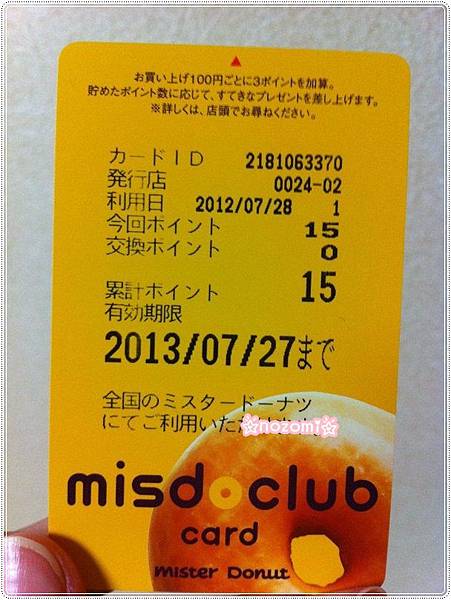 お買い上げ100円ごとに3ポイントを加算。
貯めたポイント数に応じて、すてきなプレゼントを差し上げます。
※詳しくは、店頭でお尋ねください。
カードID 2181063370
発行店 0024-02
利用日 2012/07/28 1
今回ポイント 15
交換ポイント 0
累計ポイント 15
有効期限
2013/07/27まで
全国のミスタードーナツ
にてご利用いただ
☆nozomi☆
misdoclub
card
mister Donut